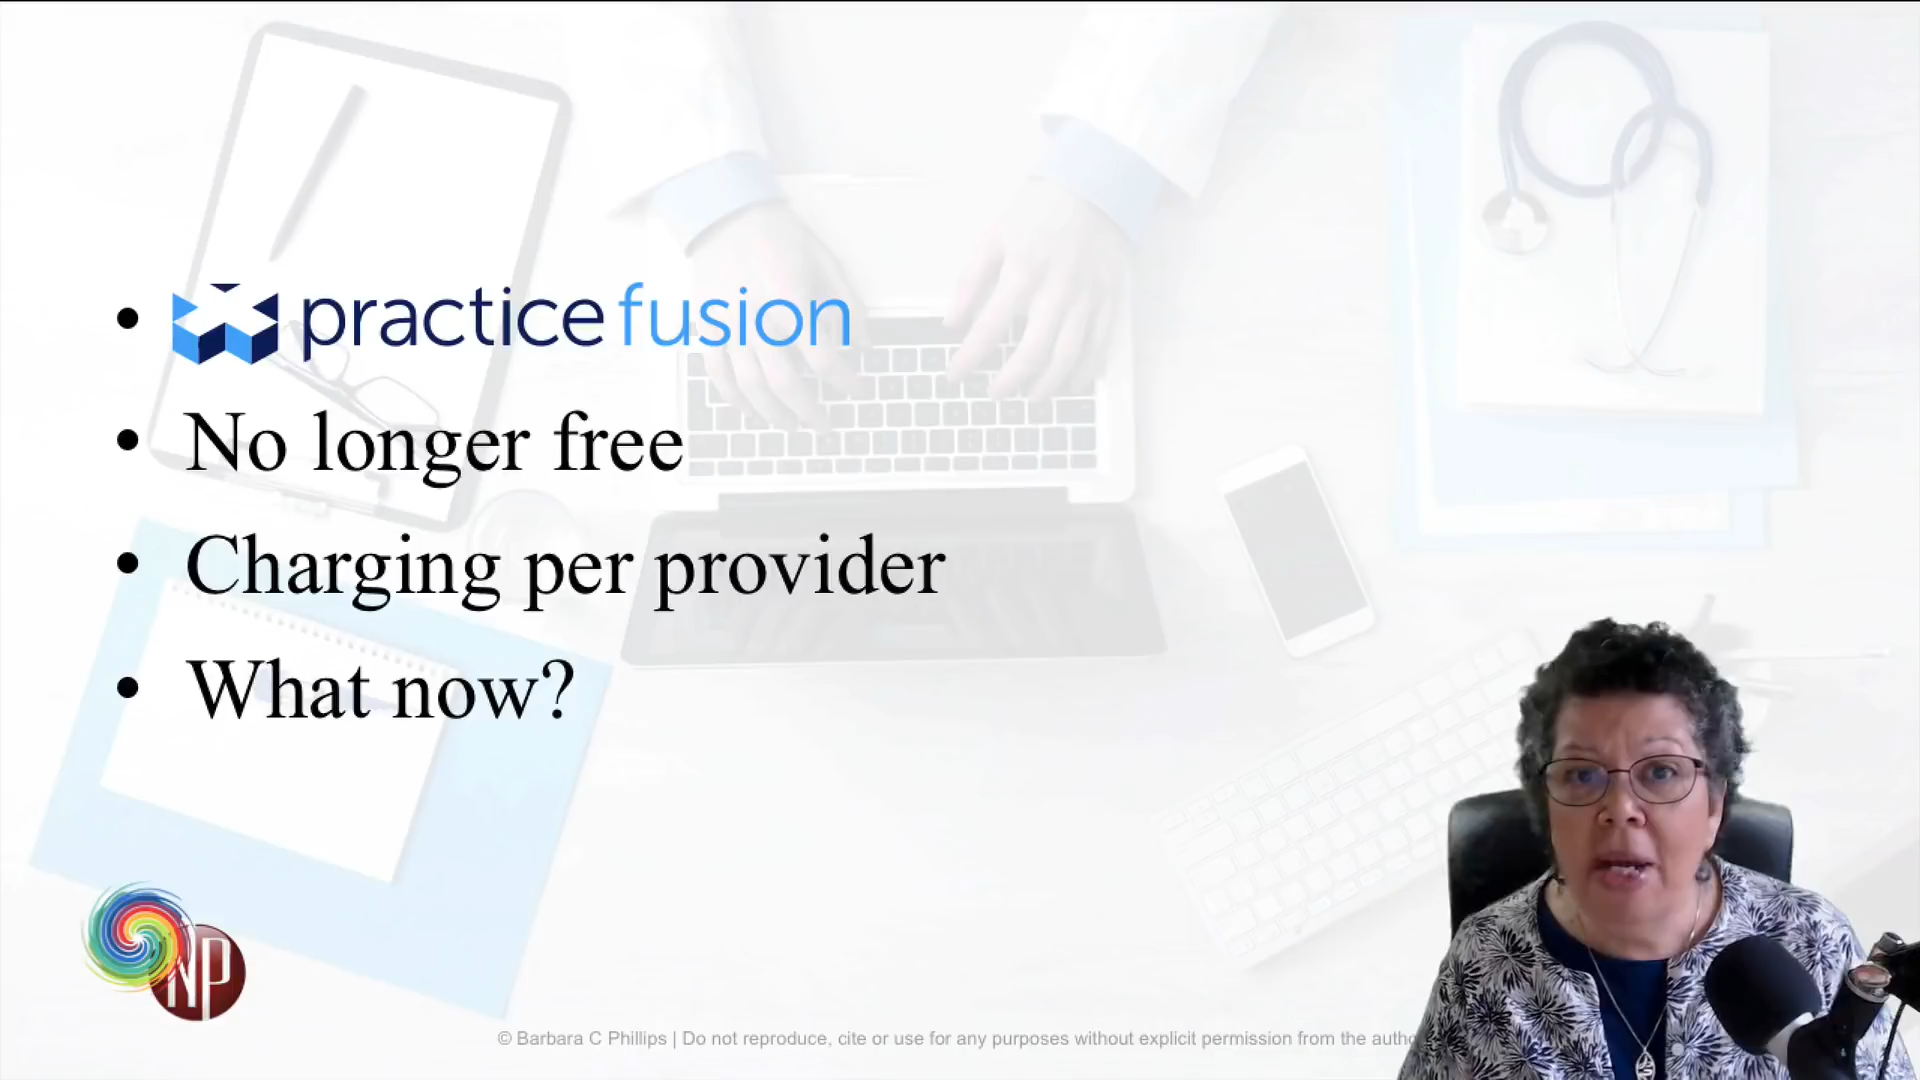 • practice fusion
• No longer free
• Charging per provider
• What now?
NP
© Barbara C Phillips | Do not reproduce, cite or use for any purposes without explicit permission from the